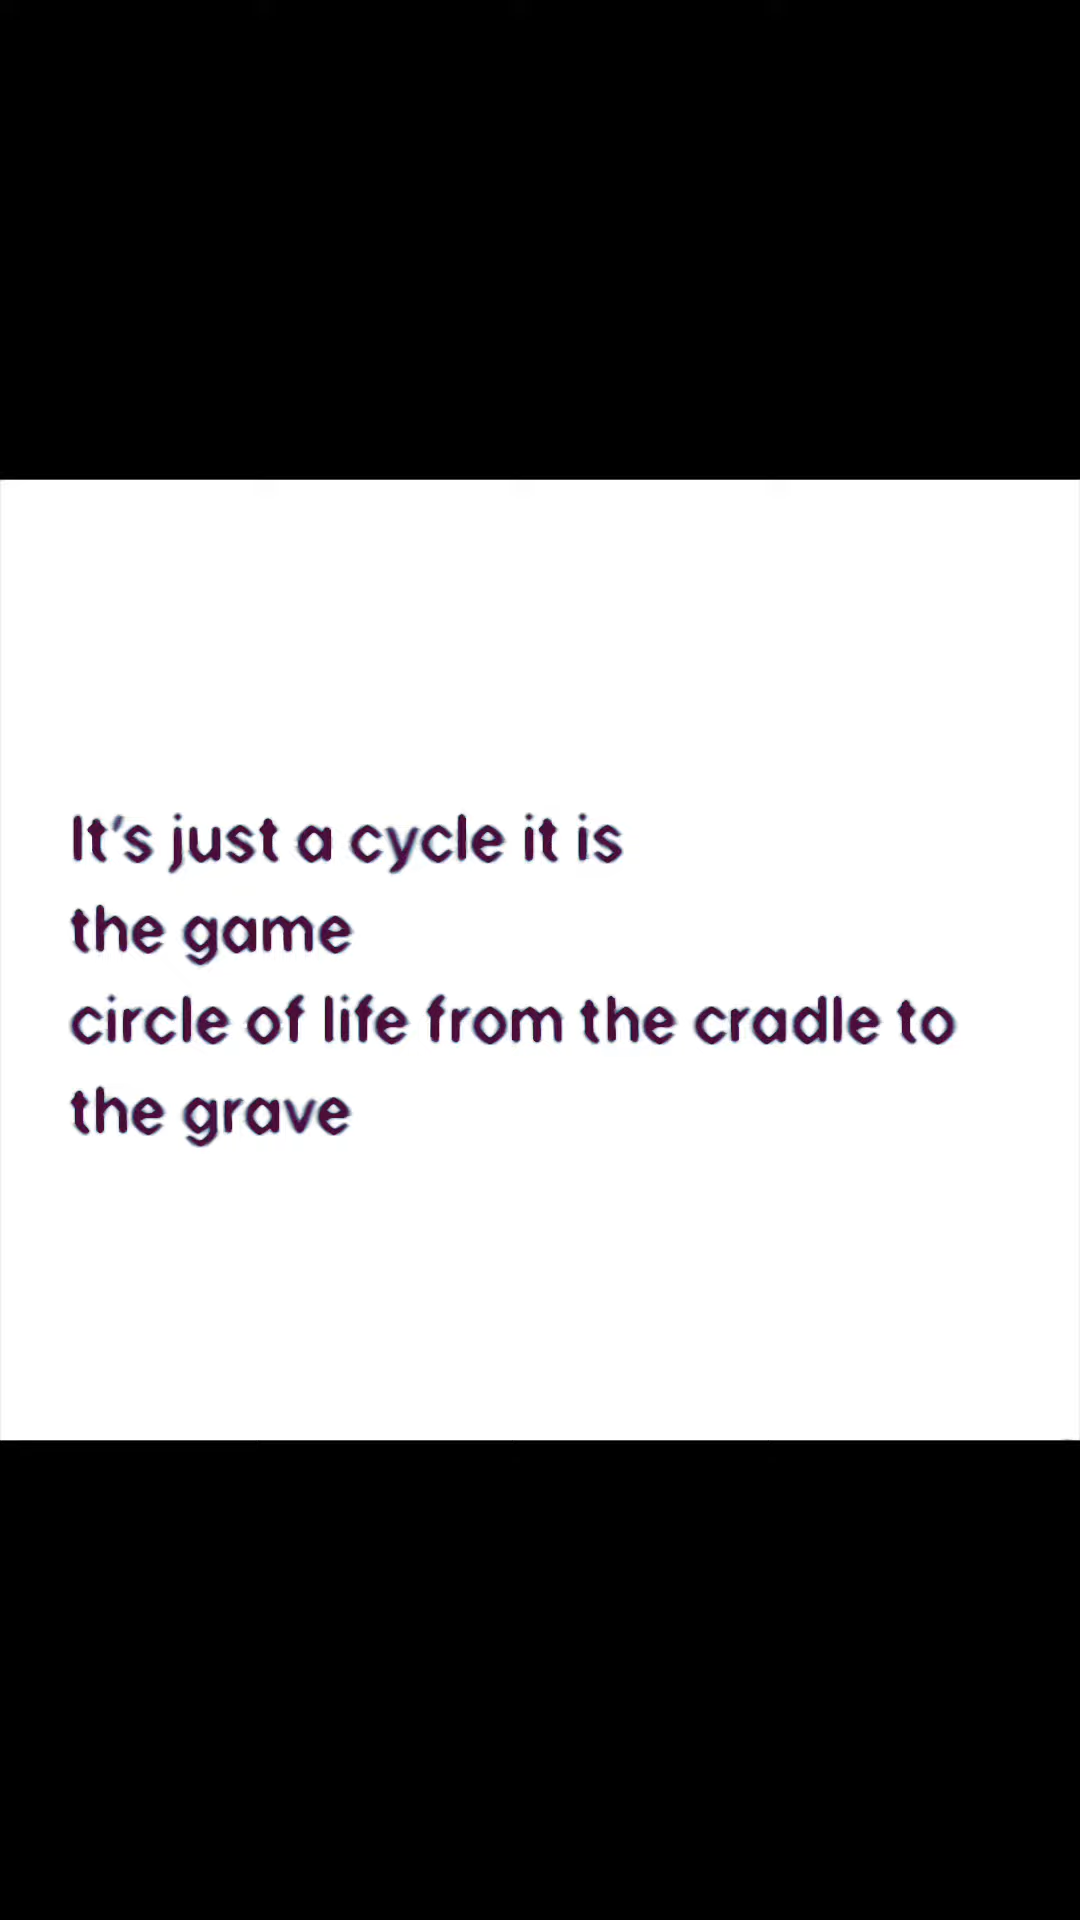 It's just a cycle it is
the game
circle of life from the cradle to
the grave